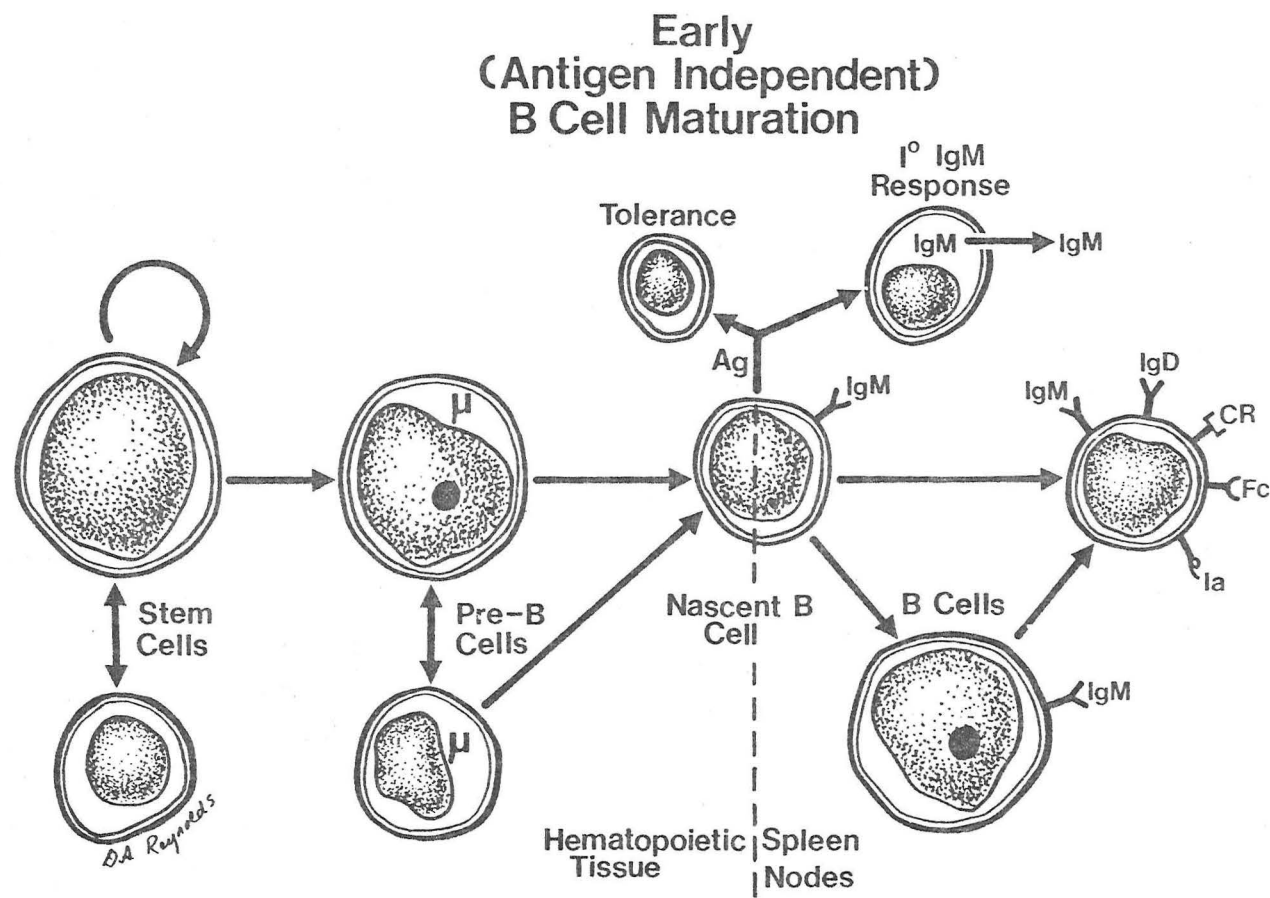 Early
(Antigen Independent)
B Cell Maturation
I° IgM
Response
Tolerance
IgM
IgM
Ag
IgM
IgM
IgD
CR
Fc
Ia
μ
Stem
Cells
Pre-B
Cells
Nascent B
Cell
B Cells
IgM
μ
D.A Reynolds
Hematopoietic
Tissue
Spleen
Nodes